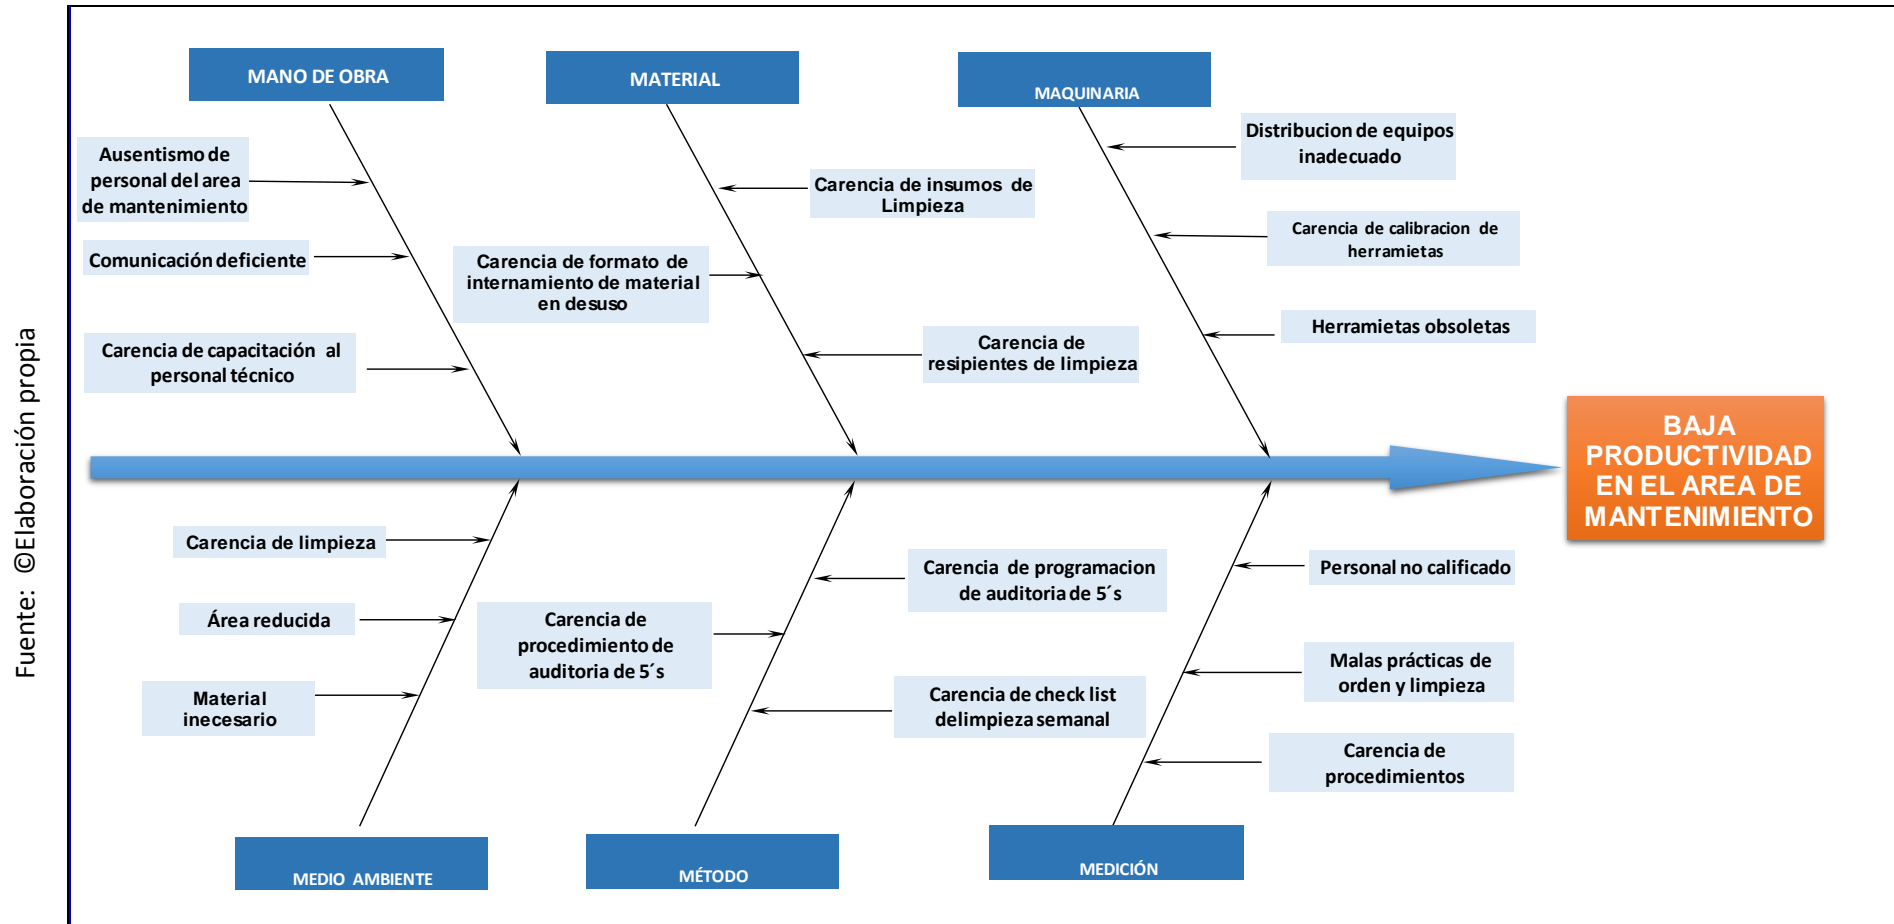 MANO DE OBRA
MATERIAL
MAQUINARIA
Ausentismo de
personal del area
de mantenimiento
Comunicación deficiente
Carencia de capacitación al
personal técnico
Carencia de insumos de
Limpieza
Carencia de formato de
internamiento de material
en desuso
Carencia de
resipientes de limpieza
Distribucion de equipos
inadecuado
Carencia de calibracion de
herramietas
Herramietas obsoletas
BAJA
PRODUCTIVIDAD
EN EL AREA DE
MANTENIMIENTO
Carencia de limpieza
Área reducida
Material
inecesario
Carencia de programacion
de auditoria de 5´s
Carencia de
procedimiento de
auditoria de 5´s
Carencia de check list
delimpieza semanal
Personal no calificado
Malas prácticas de
orden y limpieza
Carencia de
procedimientos
MEDIO AMBIENTE
MÉTODO
MEDICIÓN
Fuente: ©Elaboración propia